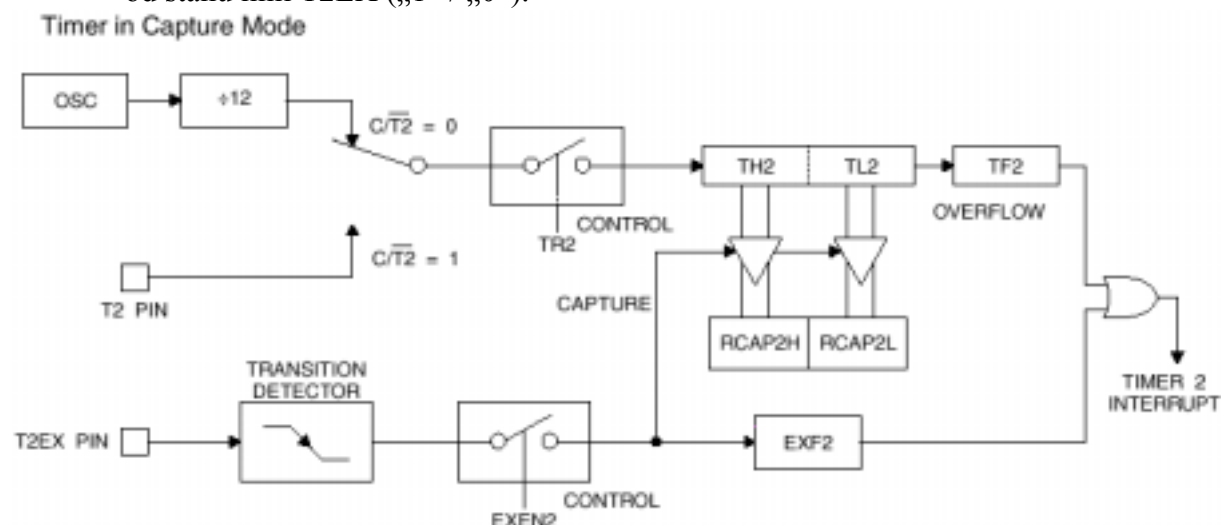 Timer in Capture Mode
OSC
÷12
C/T2 = 0
TH2
TL2
TF2
OVERFLOW
CONTROL
TR2
C/T2 = 1
T2 PIN
CAPTURE
RCAP2H
RCAP2L
TRANSITION
DETECTOR
TIMER 2
INTERRUPT
T2EX PIN
EXF2
CONTROL
EXEN2